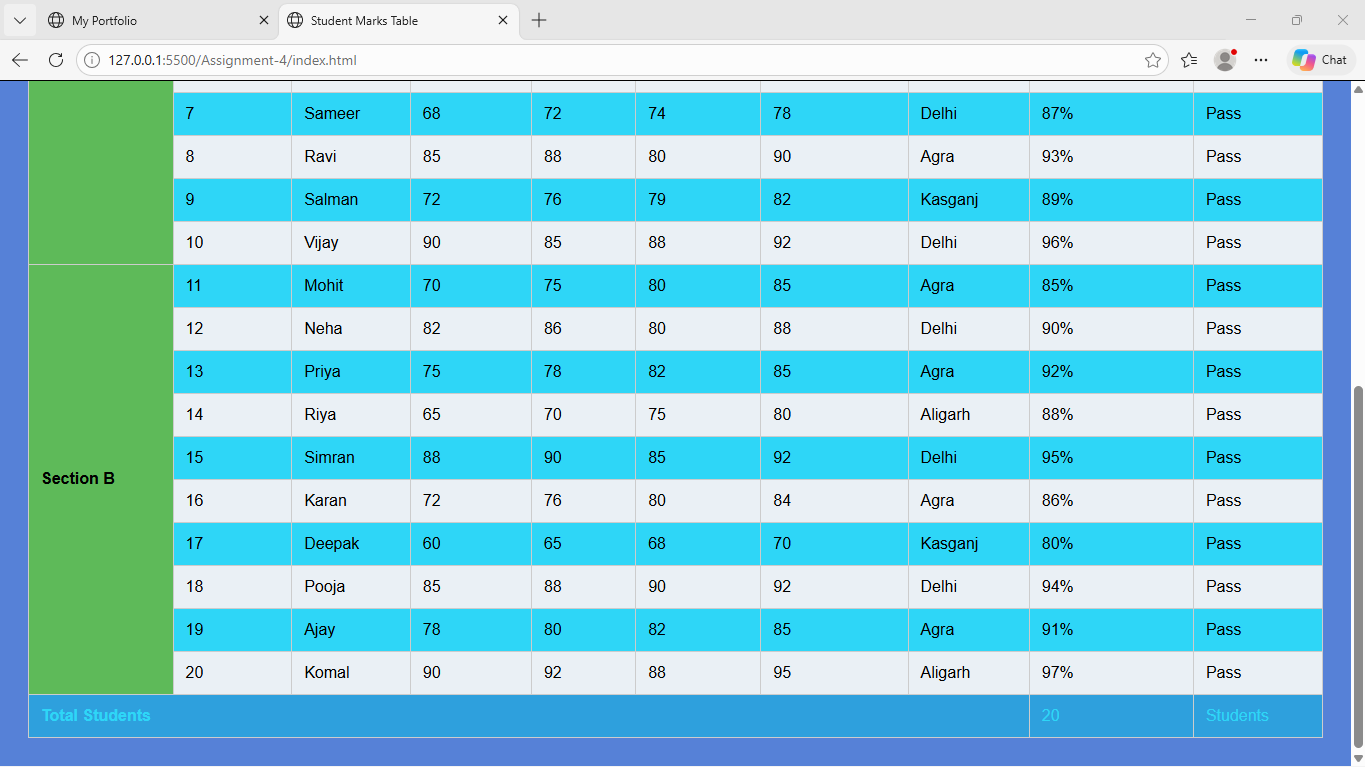 My Portfolio Student Marks Table
127.0.0.1:5500/Assignment-4/index.html Chat
7 Sameer 68 72 74 78 Delhi 87% Pass
8 Ravi 85 88 80 90 Agra 93% Pass
9 Salman 72 76 79 82 Kasganj 89% Pass
10 Vijay 90 85 88 92 Delhi 96% Pass
11 Mohit 70 75 80 85 Agra 85% Pass
12 Neha 82 86 80 88 Delhi 90% Pass
13 Priya 75 78 82 85 Agra 92% Pass
14 Riya 65 70 75 80 Aligarh 88% Pass
15 Simran 88 90 85 92 Delhi 95% Pass
Section B
16 Karan 72 76 80 84 Agra 86% Pass
17 Deepak 60 65 68 70 Kasganj 80% Pass
18 Pooja 85 88 90 92 Delhi 94% Pass
19 Ajay 78 80 82 85 Agra 91% Pass
20 Komal 90 92 88 95 Aligarh 97% Pass
Total Students 20 Students